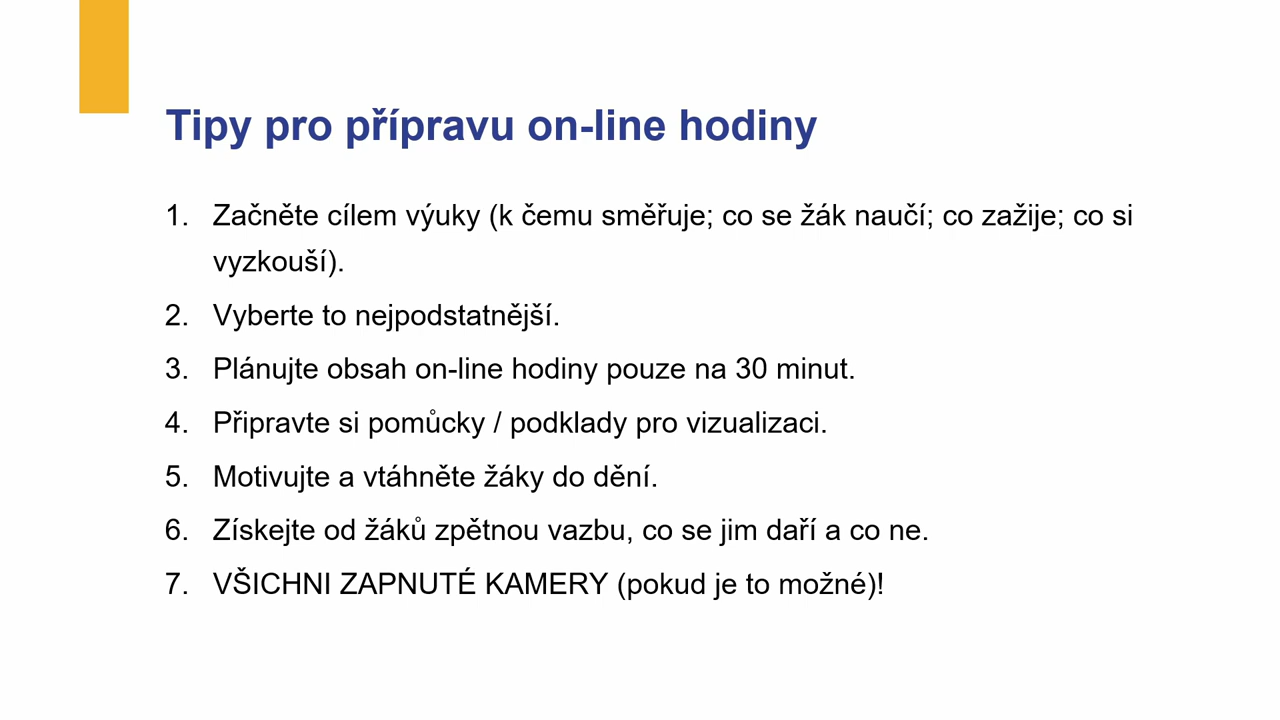 Tipy pro přípravu on-line hodiny
1. Začněte cílem výuky (k čemu směřuje; co se žák naučí; co zažije; co si
vyzkouší).
2. Vyberte to nejpodstatnější.
3. Plánujte obsah on-line hodiny pouze na 30 minut.
4. Připravte si pomůcky / podklady pro vizualizaci.
5. Motivujte a vtáhněte žáky do dění.
6. Získejte od žáků zpětnou vazbu, co se jim daří a co ne.
7. VŠICHNI ZAPNUTÉ KAMERY (pokud je to možné)!